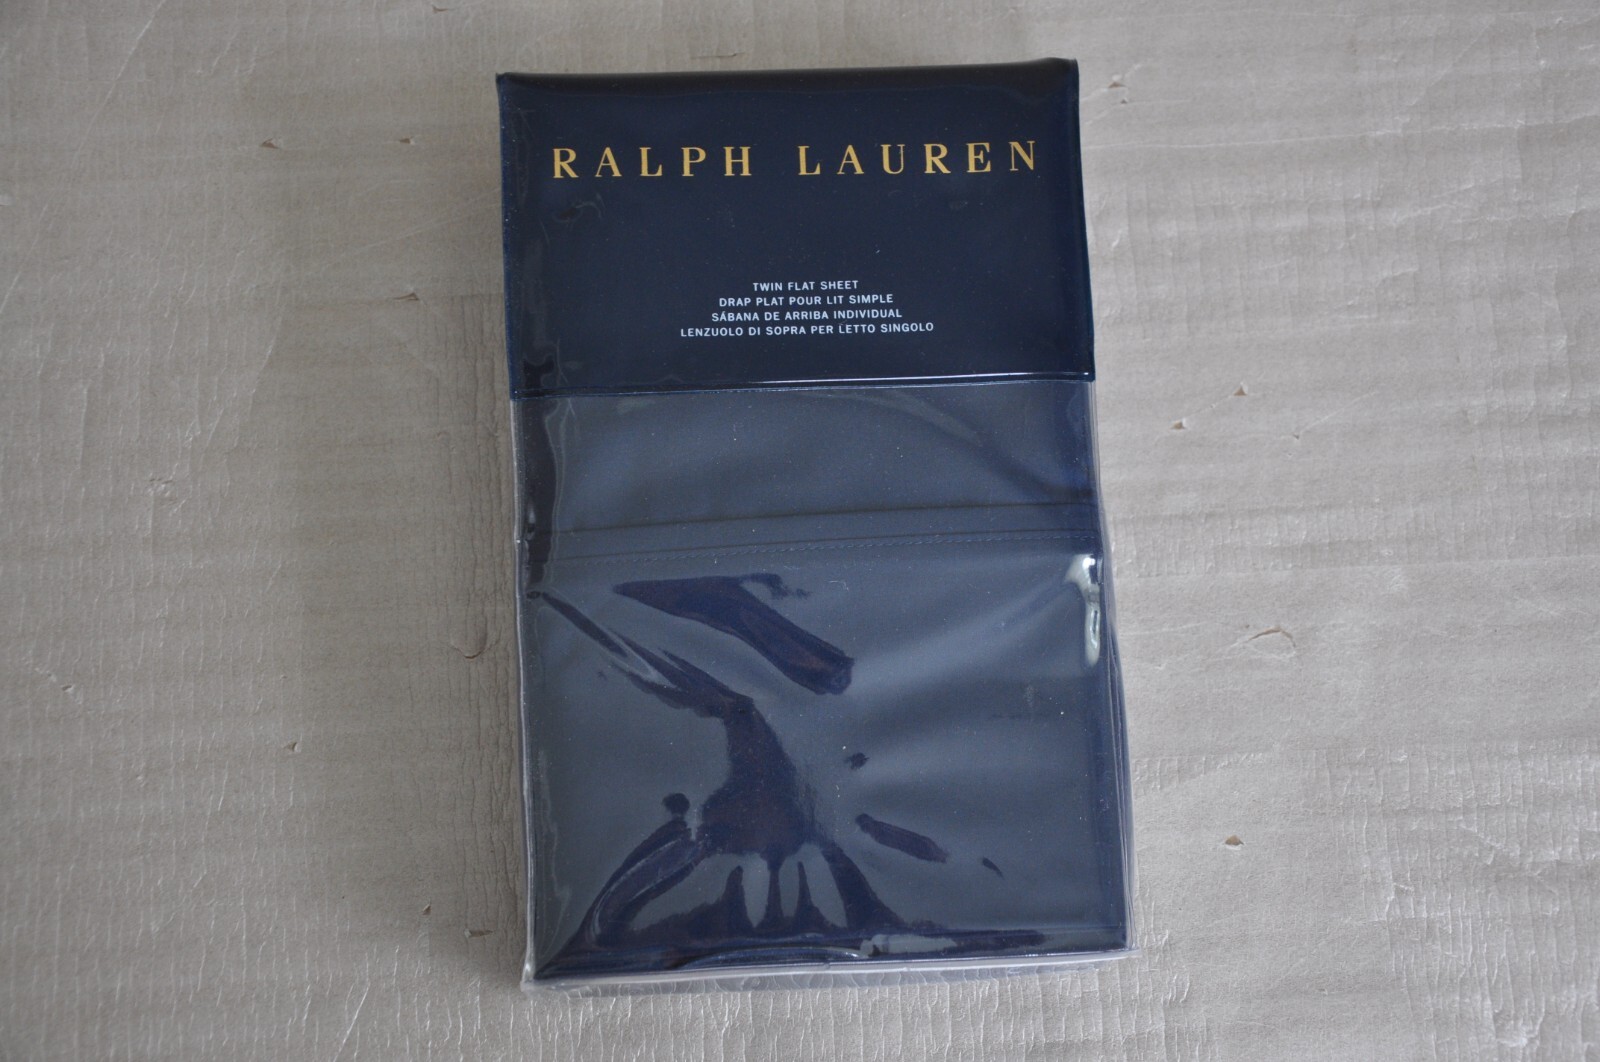 RALPH LAUREN
TWIN FLAT SHEET
DRAP PLAT POUR LIT SIMPLE
SÁBANA DE ARRIBA INDIVIDUAL
LENZUOLO DI SOPRA PER LETTO SINGOLO